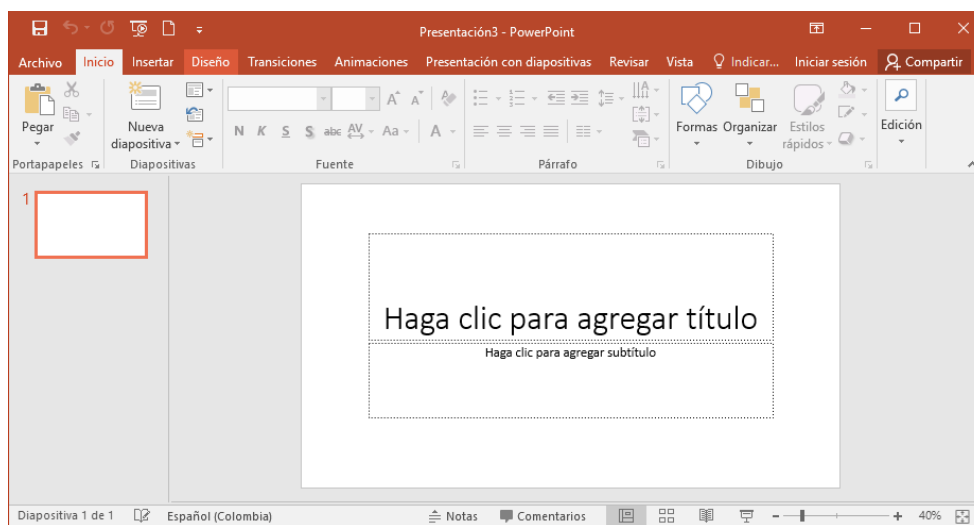 Presentación3 - PowerPoint
Archivo Inicio Insertar Diseño Transiciones Animaciones Presentación con diapositivas Revisar Vista Indicar... Iniciar sesión Compartir
Pegar
Nueva diapositiva
N K S S abc AV Aa A
Formas Organizar Estilos rápidos
Edición
Portapapeles Diapositivas Fuente Párrafo Dibujo
1
Haga clic para agregar título
Haga clic para agregar subtítulo
Diapositiva 1 de 1 Español (Colombia) Notas Comentarios 40%